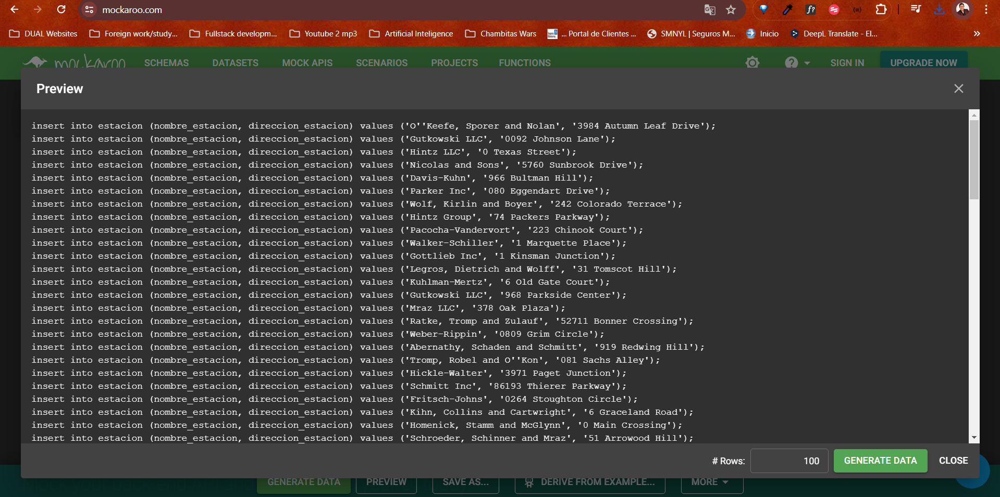 mockaroo.com
DUAL Websites Foreign work/study... Fullstack developm... Youtube 2 mp3 Artificial Inteligence Chambitas Wars ... Portal de Clientes ... SMNYL | Seguros M... Inicio DeepL Translate - El...
mockaroo SCHEMAS DATASETS MOCK APIS SCENARIOS PROJECTS FUNCTIONS SIGN IN UPGRADE NOW
Preview
insert into estacion (nombre_estacion, direccion_estacion) values ('O''Keefe, Sporer and Nolan', '3984 Autumn Leaf Drive');
insert into estacion (nombre_estacion, direccion_estacion) values ('Gutkowski LLC', '0092 Johnson Lane');
insert into estacion (nombre_estacion, direccion_estacion) values ('Hintz LLC', '0 Texas Street');
insert into estacion (nombre_estacion, direccion_estacion) values ('Nicolas and Sons', '5760 Sunbrook Drive');
insert into estacion (nombre_estacion, direccion_estacion) values ('Davis-Kuhn', '966 Bultman Hill');
insert into estacion (nombre_estacion, direccion_estacion) values ('Parker Inc', '080 Eggendart Drive');
insert into estacion (nombre_estacion, direccion_estacion) values ('Wolf, Kirlin and Boyer', '242 Colorado Terrace');
insert into estacion (nombre_estacion, direccion_estacion) values ('Hintz Group', '74 Packers Parkway');
insert into estacion (nombre_estacion, direccion_estacion) values ('Pacocha-Vandervort', '223 Chinook Court');
insert into estacion (nombre_estacion, direccion_estacion) values ('Walker-Schiller', '1 Marquette Place');
insert into estacion (nombre_estacion, direccion_estacion) values ('Gottlieb Inc', '1 Kinsman Junction');
insert into estacion (nombre_estacion, direccion_estacion) values ('Legros, Dietrich and Wolff', '31 Tomscot Hill');
insert into estacion (nombre_estacion, direccion_estacion) values ('Kuhlman-Mertz', '6 Old Gate Court');
insert into estacion (nombre_estacion, direccion_estacion) values ('Gutkowski LLC', '968 Parkside Center');
insert into estacion (nombre_estacion, direccion_estacion) values ('Mraz LLC', '378 Oak Plaza');
insert into estacion (nombre_estacion, direccion_estacion) values ('Ratke, Tromp and Zulauf', '52711 Bonner Crossing');
insert into estacion (nombre_estacion, direccion_estacion) values ('Weber-Rippin', '0809 Grim Circle');
insert into estacion (nombre_estacion, direccion_estacion) values ('Abernathy, Schaden and Schmitt', '919 Redwing Hill');
insert into estacion (nombre_estacion, direccion_estacion) values ('Tromp, Robel and O''Kon', '081 Sachs Alley');
insert into estacion (nombre_estacion, direccion_estacion) values ('Hickle-Walter', '3971 Paget Junction');
insert into estacion (nombre_estacion, direccion_estacion) values ('Schmitt Inc', '86193 Thierer Parkway');
insert into estacion (nombre_estacion, direccion_estacion) values ('Fritsch-Johns', '0264 Stoughton Circle');
insert into estacion (nombre_estacion, direccion_estacion) values ('Kihn, Collins and Cartwright', '6 Graceland Road');
insert into estacion (nombre_estacion, direccion_estacion) values ('Homenick, Stamm and McGlynn', '0 Main Crossing');
insert into estacion (nombre_estacion, direccion_estacion) values ('Schroeder, Schinner and Mraz', '51 Arrowood Hill');
# Rows: 100 GENERATE DATA CLOSE
GENERATE DATA PREVIEW SAVE AS... DERIVE FROM EXAMPLE... MORE